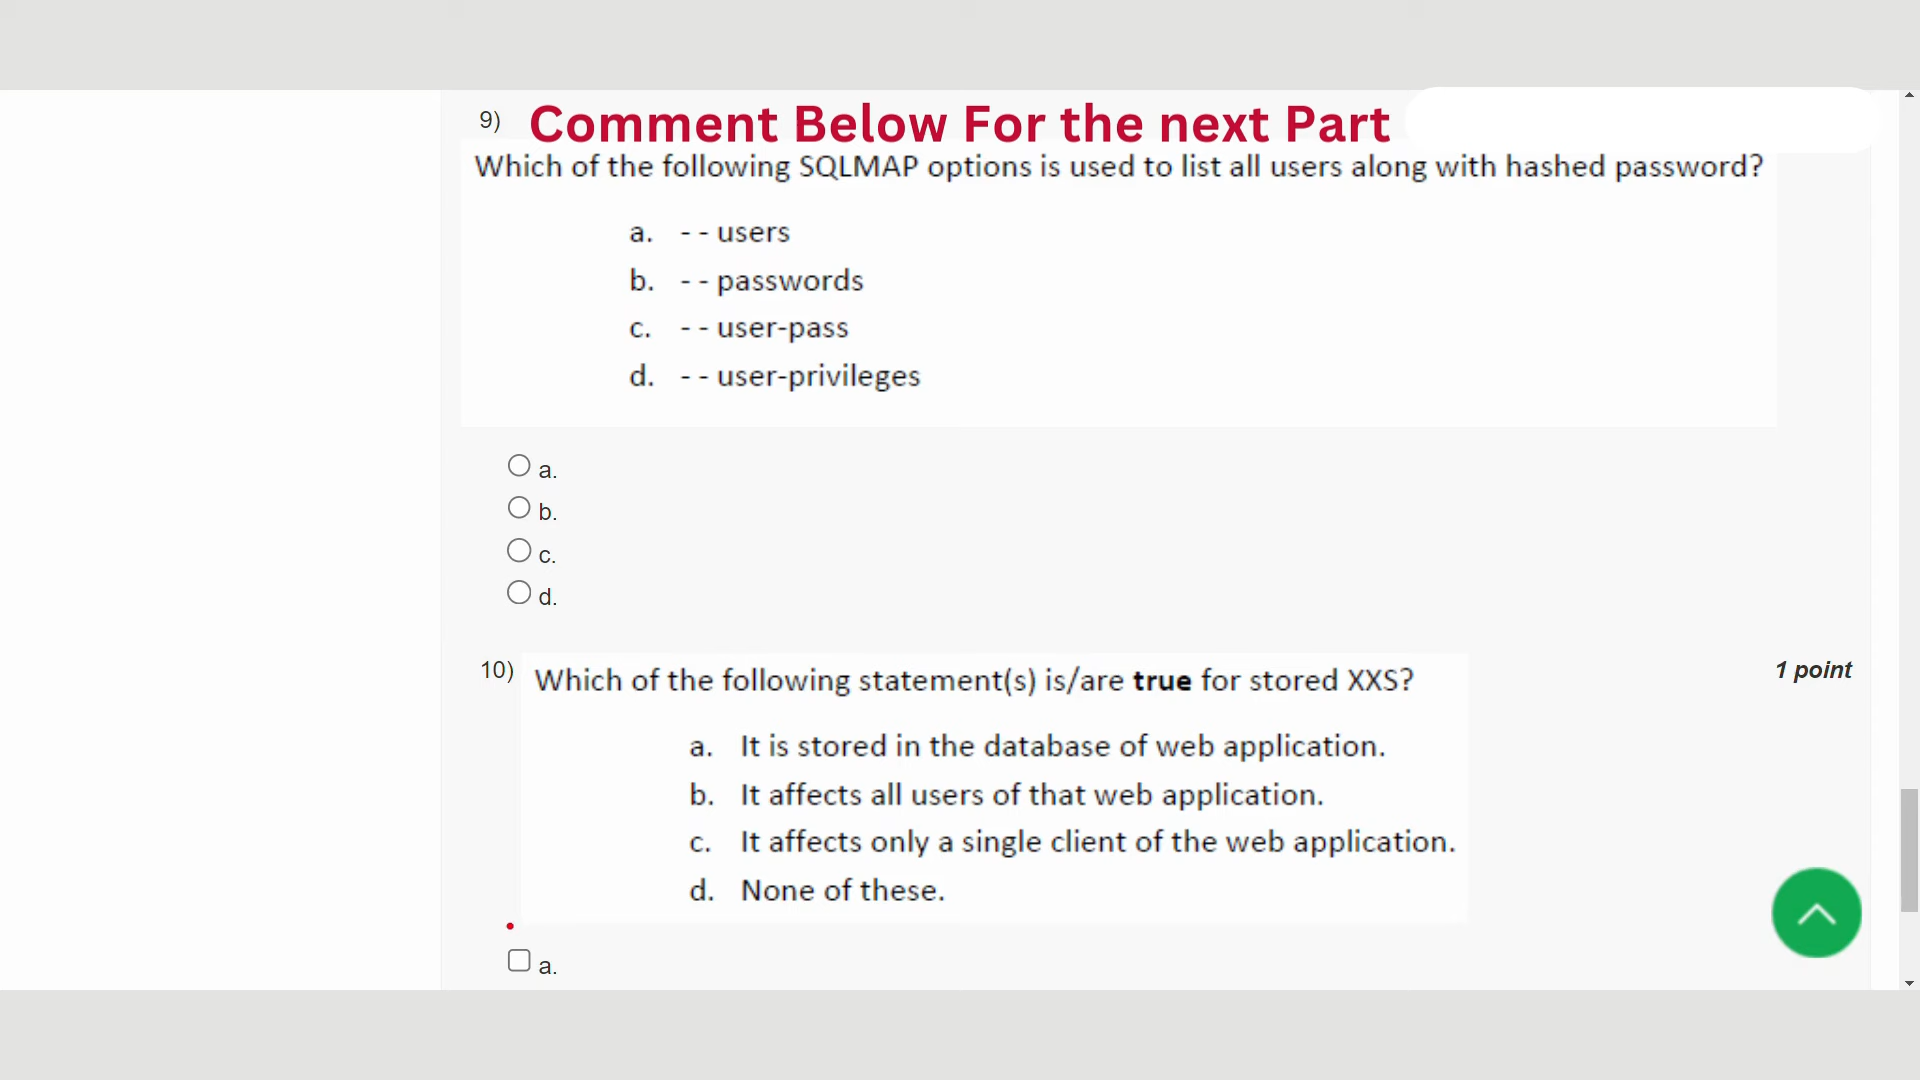 9) Comment Below For the next Part
Which of the following SQLMAP options is used to list all users along with hashed password?
a. - - users
b. - - passwords
c. - - user-pass
d. - - user-privileges
a.
b.
c.
d.
10) Which of the following statement(s) is/are true for stored XXS? 1 point
a. It is stored in the database of web application.
b. It affects all users of that web application.
c. It affects only a single client of the web application.
d. None of these.
a.